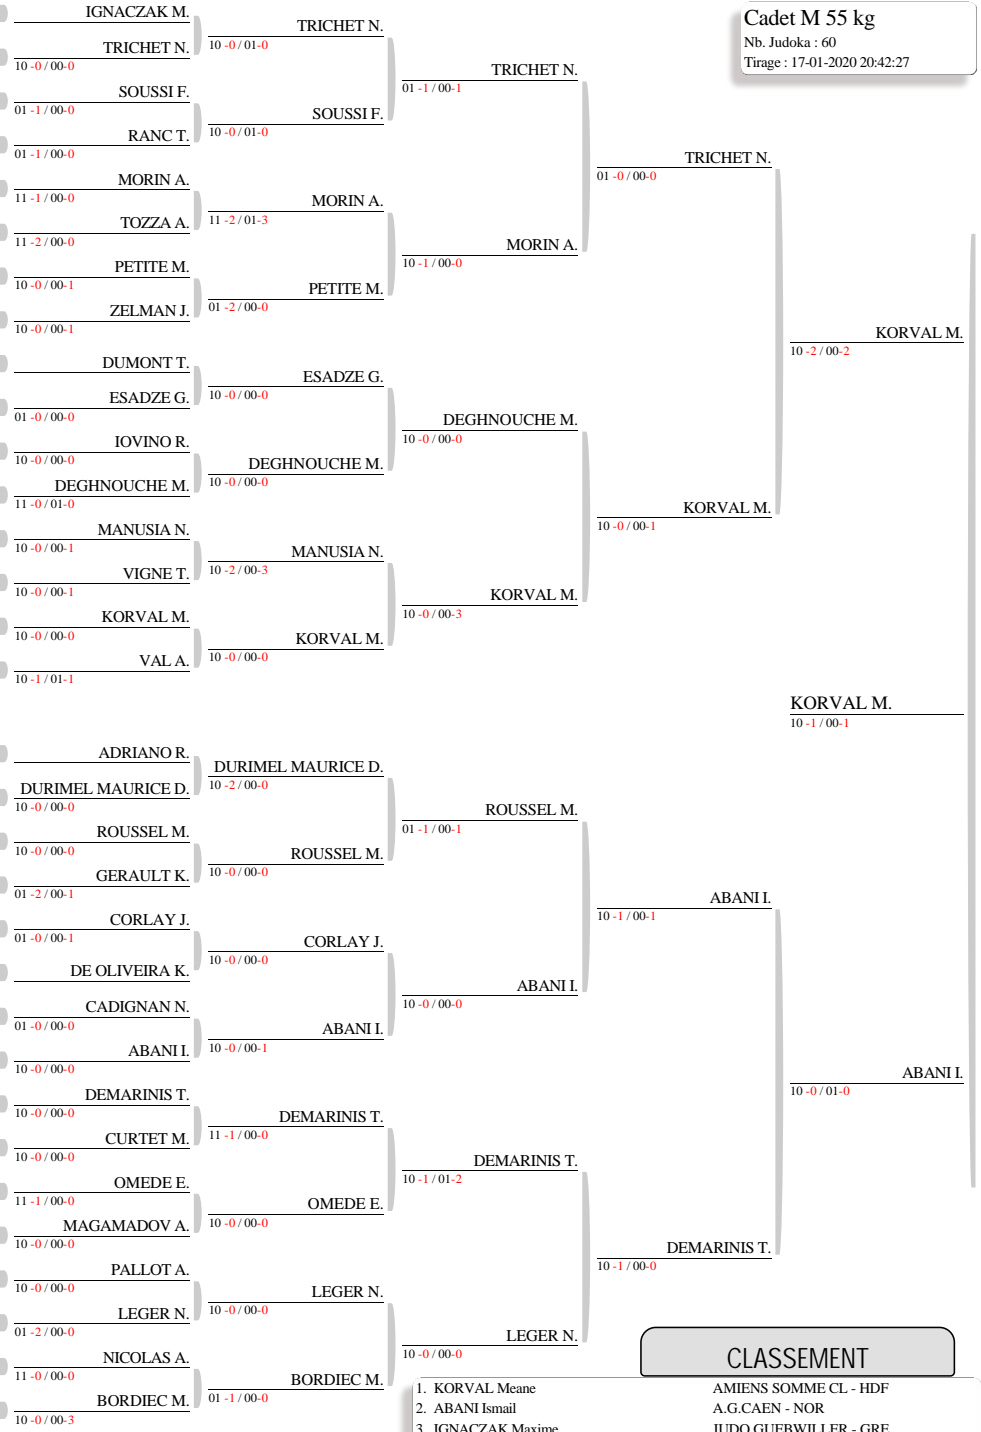 Cadet M 55 kg
Nb. Judoka : 60
Tirage : 17-01-2020 20:42:27
IGNACZAK M.
TRICHET N.
10 -0 / 00-0
SOUSSI F.
01 -1 / 00-0
RANC T.
01 -1 / 00-0
MORIN A.
11 -1 / 00-0
TOZZA A.
11 -2 / 00-0
PETITE M.
10 -0 / 00-1
ZELMAN J.
10 -0 / 00-1
DUMONT T.
ESADZE G.
01 -0 / 00-0
IOVINO R.
10 -0 / 00-0
DEGHNOUCHE M.
11 -0 / 01-0
MANUSIA N.
10 -0 / 00-1
VIGNE T.
10 -0 / 00-1
KORVAL M.
10 -0 / 00-0
VAL A.
10 -1 / 01-1
ADRIANO R.
DURIMEL MAURICE D.
10 -0 / 00-0
ROUSSEL M.
10 -0 / 00-0
GERAULT K.
01 -2 / 00-1
CORLAY J.
01 -0 / 00-1
DE OLIVEIRA K.
CADIGNAN N.
01 -0 / 00-0
ABANI I.
10 -0 / 00-0
DEMARINIS T.
10 -0 / 00-0
CURTET M.
10 -0 / 00-0
OMEDE E.
11 -1 / 00-0
MAGAMADOV A.
10 -0 / 00-0
PALLOT A.
10 -0 / 00-0
LEGER N.
01 -2 / 00-0
NICOLAS A.
11 -0 / 00-0
BORDIEC M.
10 -0 / 00-3
TRICHET N.
10 -0 / 01-0
SOUSSI F.
10 -0 / 01-0
MORIN A.
11 -2 / 01-3
PETITE M.
01 -2 / 00-0
ESADZE G.
10 -0 / 00-0
DEGHNOUCHE M.
10 -0 / 00-0
MANUSIA N.
10 -2 / 00-3
KORVAL M.
10 -0 / 00-0
DURIMEL MAURICE D.
10 -2 / 00-0
ROUSSEL M.
10 -0 / 00-0
CORLAY J.
10 -0 / 00-0
ABANI I.
10 -0 / 00-1
DEMARINIS T.
11 -1 / 00-0
OMEDE E.
10 -0 / 00-0
LEGER N.
10 -0 / 00-0
BORDIEC M.
01 -1 / 00-0
TRICHET N.
01 -1 / 00-1
MORIN A.
10 -1 / 00-0
DEGHNOUCHE M.
10 -0 / 00-0
KORVAL M.
10 -0 / 00-3
ROUSSEL M.
01 -1 / 00-1
ABANI I.
10 -0 / 00-0
DEMARINIS T.
10 -1 / 01-2
LEGER N.
10 -0 / 00-0
TRICHET N.
01 -0 / 00-0
KORVAL M.
10 -0 / 00-1
ABANI I.
10 -1 / 00-1
DEMARINIS T.
10 -1 / 00-0
KORVAL M.
10 -2 / 00-2
ABANI I.
10 -0 / 01-0
KORVAL M.
10 -1 / 00-1
CLASSEMENT
1. KORVAL Meane AMIENS SOMME CL - HDF
2. ABANI Ismail A.G.CAEN - NOR
3. IGNACZAK Maxime JUDO GUEBWILLER - GRE